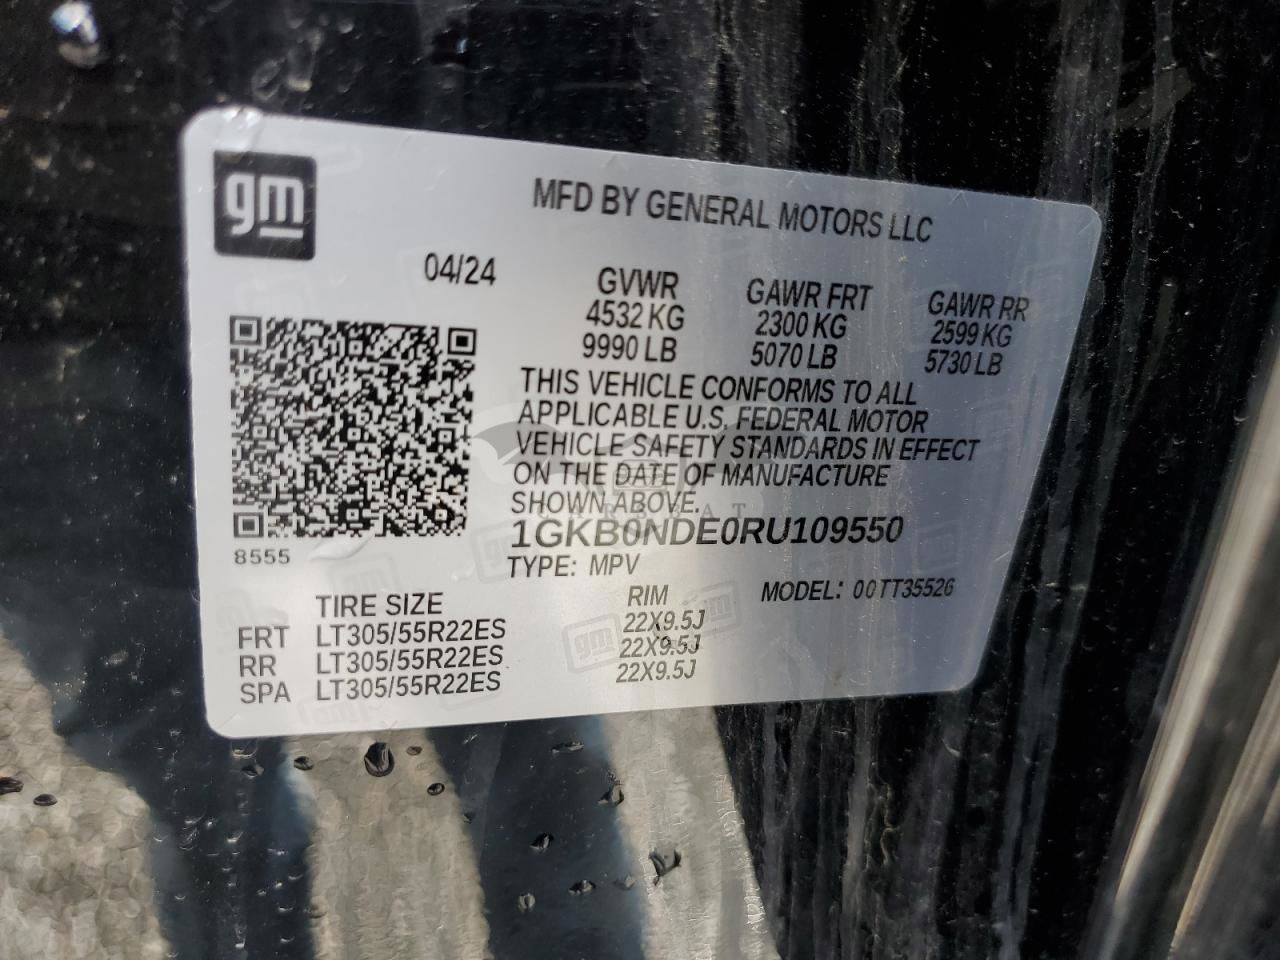 gm
MFD BY GENERAL MOTORS LLC
04/24
GVWR GAWR FRT GAWR RR
4532 KG 2300 KG 2599 KG
9990 LB 5070 LB 5730 LB
THIS VEHICLE CONFORMS TO ALL
APPLICABLE U.S. FEDERAL MOTOR
VEHICLE SAFETY STANDARDS IN EFFECT
ON THE DATE OF MANUFACTURE
SHOWN ABOVE.
1GKB0NDE0RU109550
8555
TYPE: MPV
MODEL: 00TT35526
TIRE SIZE RIM
FRT LT305/55R22ES 22X9.5J
RR LT305/55R22ES 22X9.5J
SPA LT305/55R22ES 22X9.5J
gm